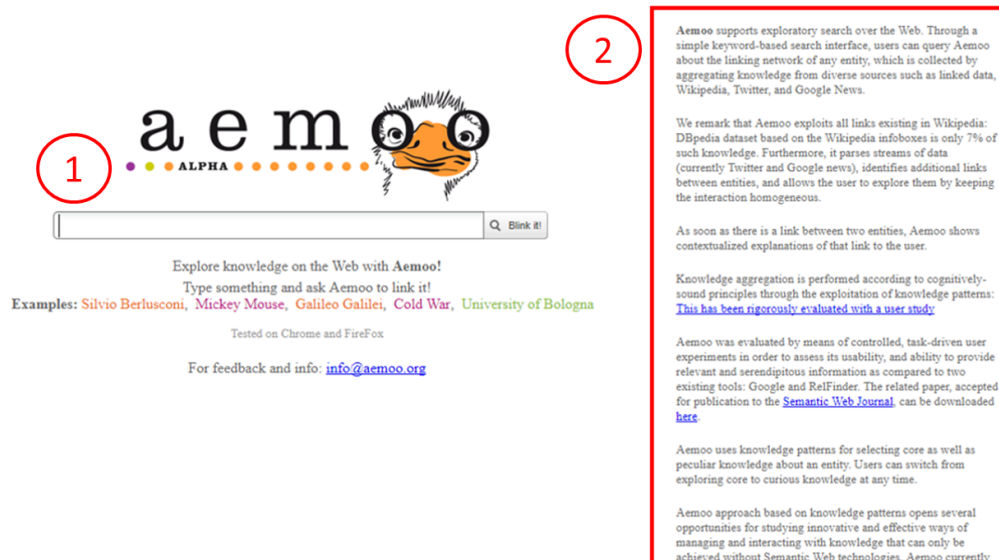 1
aemoo
ALPHA
Blink it!
Explore knowledge on the Web with Aemoo!
Type something and ask Aemoo to link it!
Examples: Silvio Berlusconi, Mickey Mouse, Galileo Galilei, Cold War, University of Bologna
Tested on Chrome and FireFox
For feedback and info: info@aemoo.org
2
Aemoo supports exploratory search over the Web. Through a
simple keyword-based search interface, users can query Aemoo
about the linking network of any entity, which is collected by
aggregating knowledge from diverse sources such as linked data,
Wikipedia, Twitter, and Google News.
We remark that Aemoo exploits all links existing in Wikipedia:
DBpedia dataset based on the Wikipedia infoboxes is only 7% of
such knowledge. Furthermore, it parses streams of data
(currently Twitter and Google news), identifies additional links
between entities, and allows the user to explore them by keeping
the interaction homogeneous.
As soon as there is a link between two entities, Aemoo shows
contextualized explanations of that link to the user.
Knowledge aggregation is performed according to cognitively-
sound principles through the exploitation of knowledge patterns:
This has been rigorously evaluated with a user study
Aemoo was evaluated by means of controlled, task-driven user
experiments in order to assess its usability, and ability to provide
relevant and serendipitous information as compared to two
existing tools: Google and RelFinder. The related paper, accepted
for publication to the Semantic Web Journal, can be downloaded
here.
Aemoo uses knowledge patterns for selecting core as well as
peculiar knowledge about an entity. Users can switch from
exploring core to curious knowledge at any time.
Aemoo approach based on knowledge patterns opens several
opportunities for studying innovative and effective ways of
managing and interacting with knowledge that can only be
achieved without Semantic Web technologies. Aemoo currently